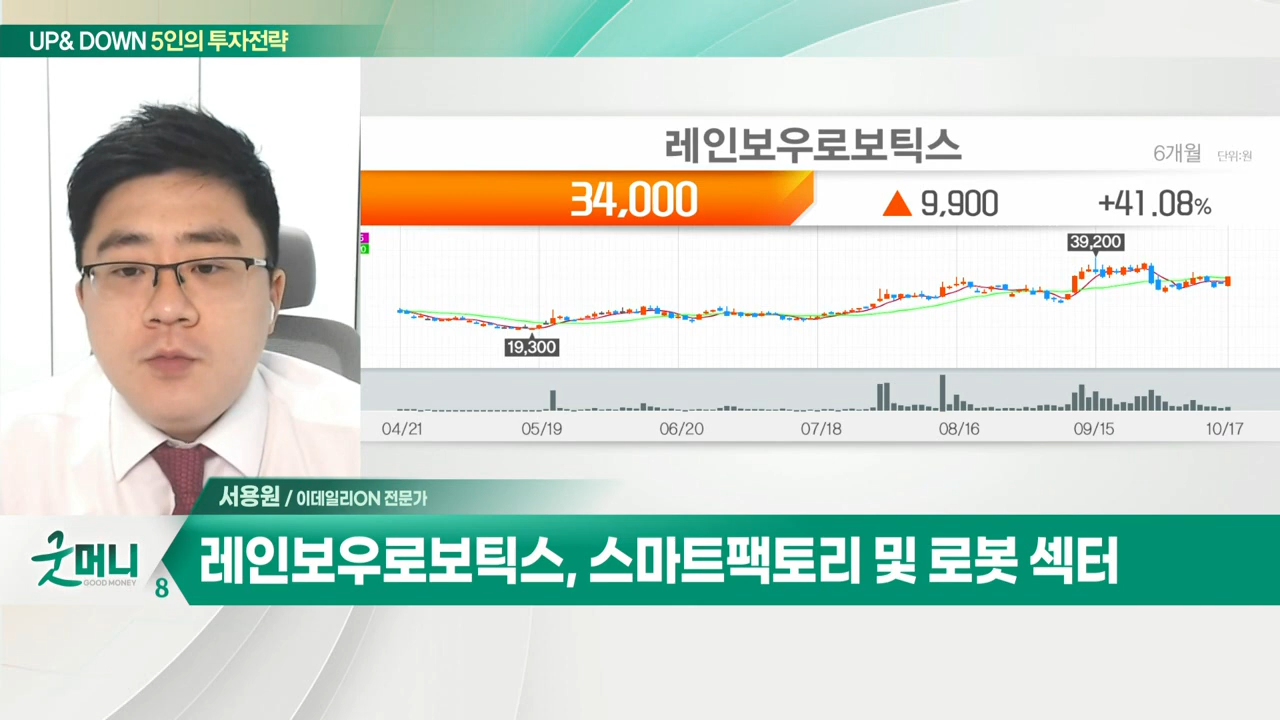 UP& DOWN 5인의 투자전략
레인보우로보틱스
6개월 단위:원
34,000 ▲ 9,900 +41.08%
39,200
19,300
04/21 05/19 06/20 07/18 08/16 09/15 10/17
서용원 / 이데일리ON 전문가
굿머니
GOOD MONEY
8
레인보우로보틱스, 스마트팩토리 및 로봇 섹터